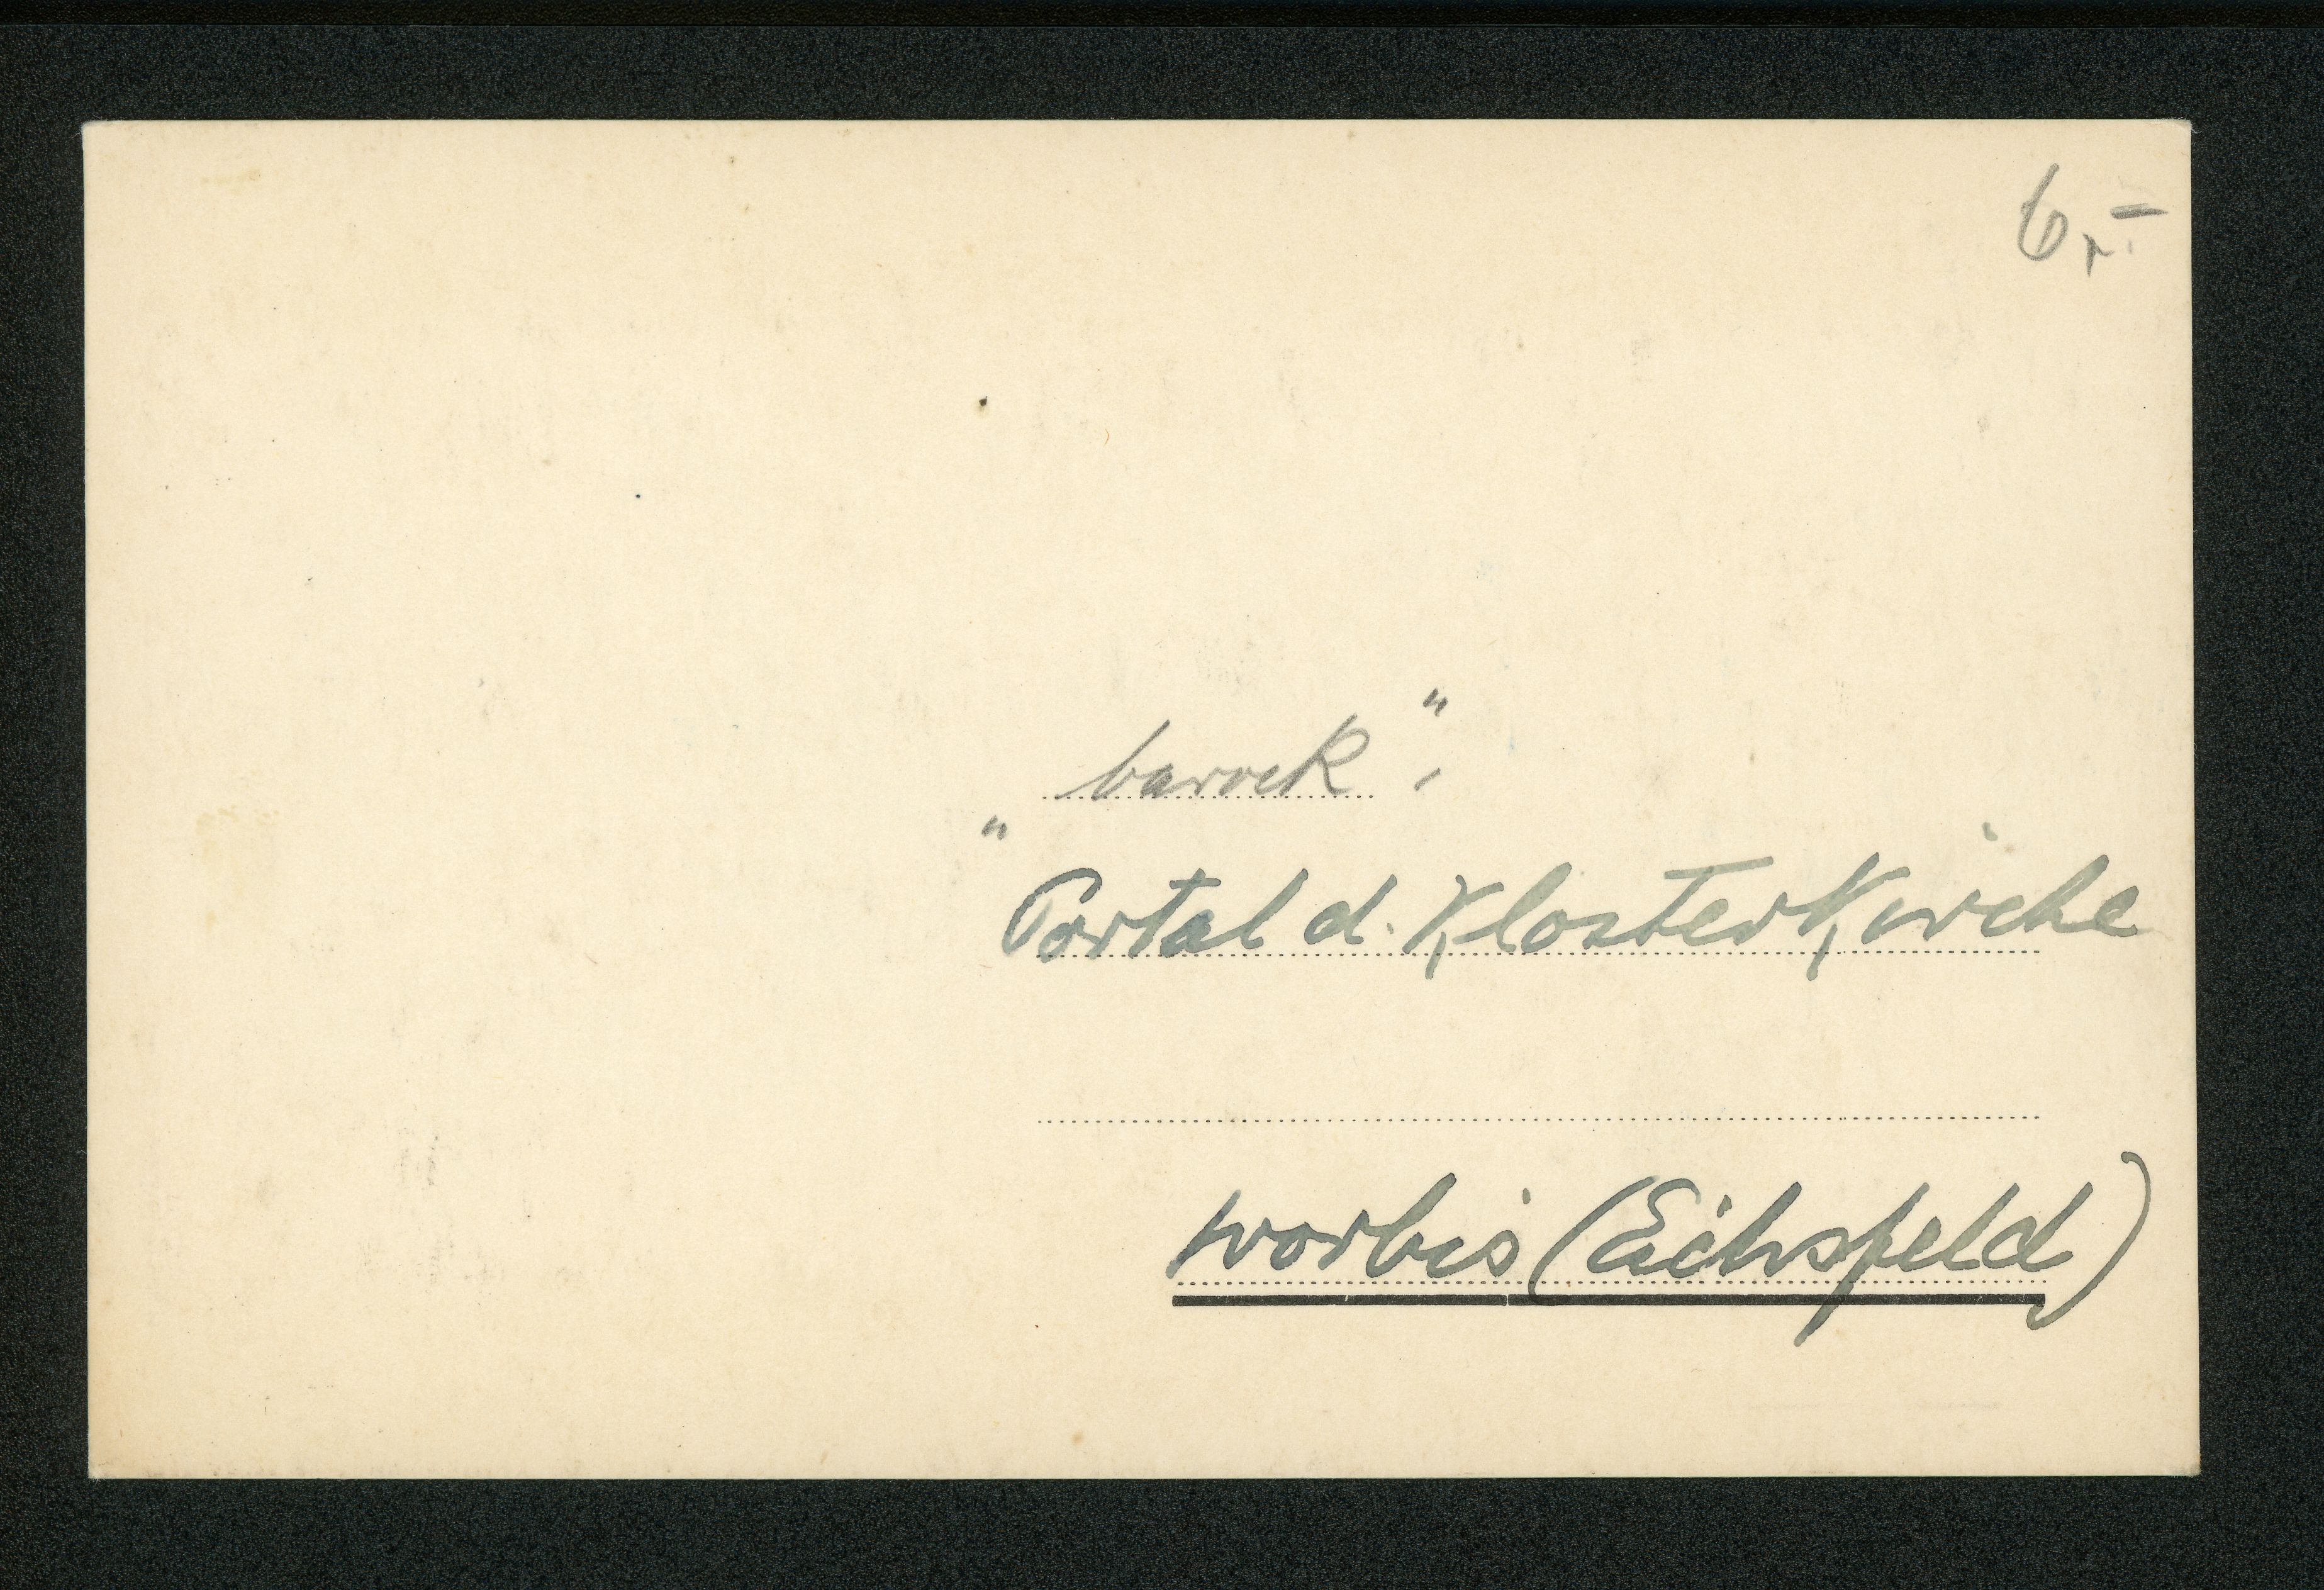 6,-
barock".
"
Portal d. Klosterkirche
Worbis (Eichsfeld)